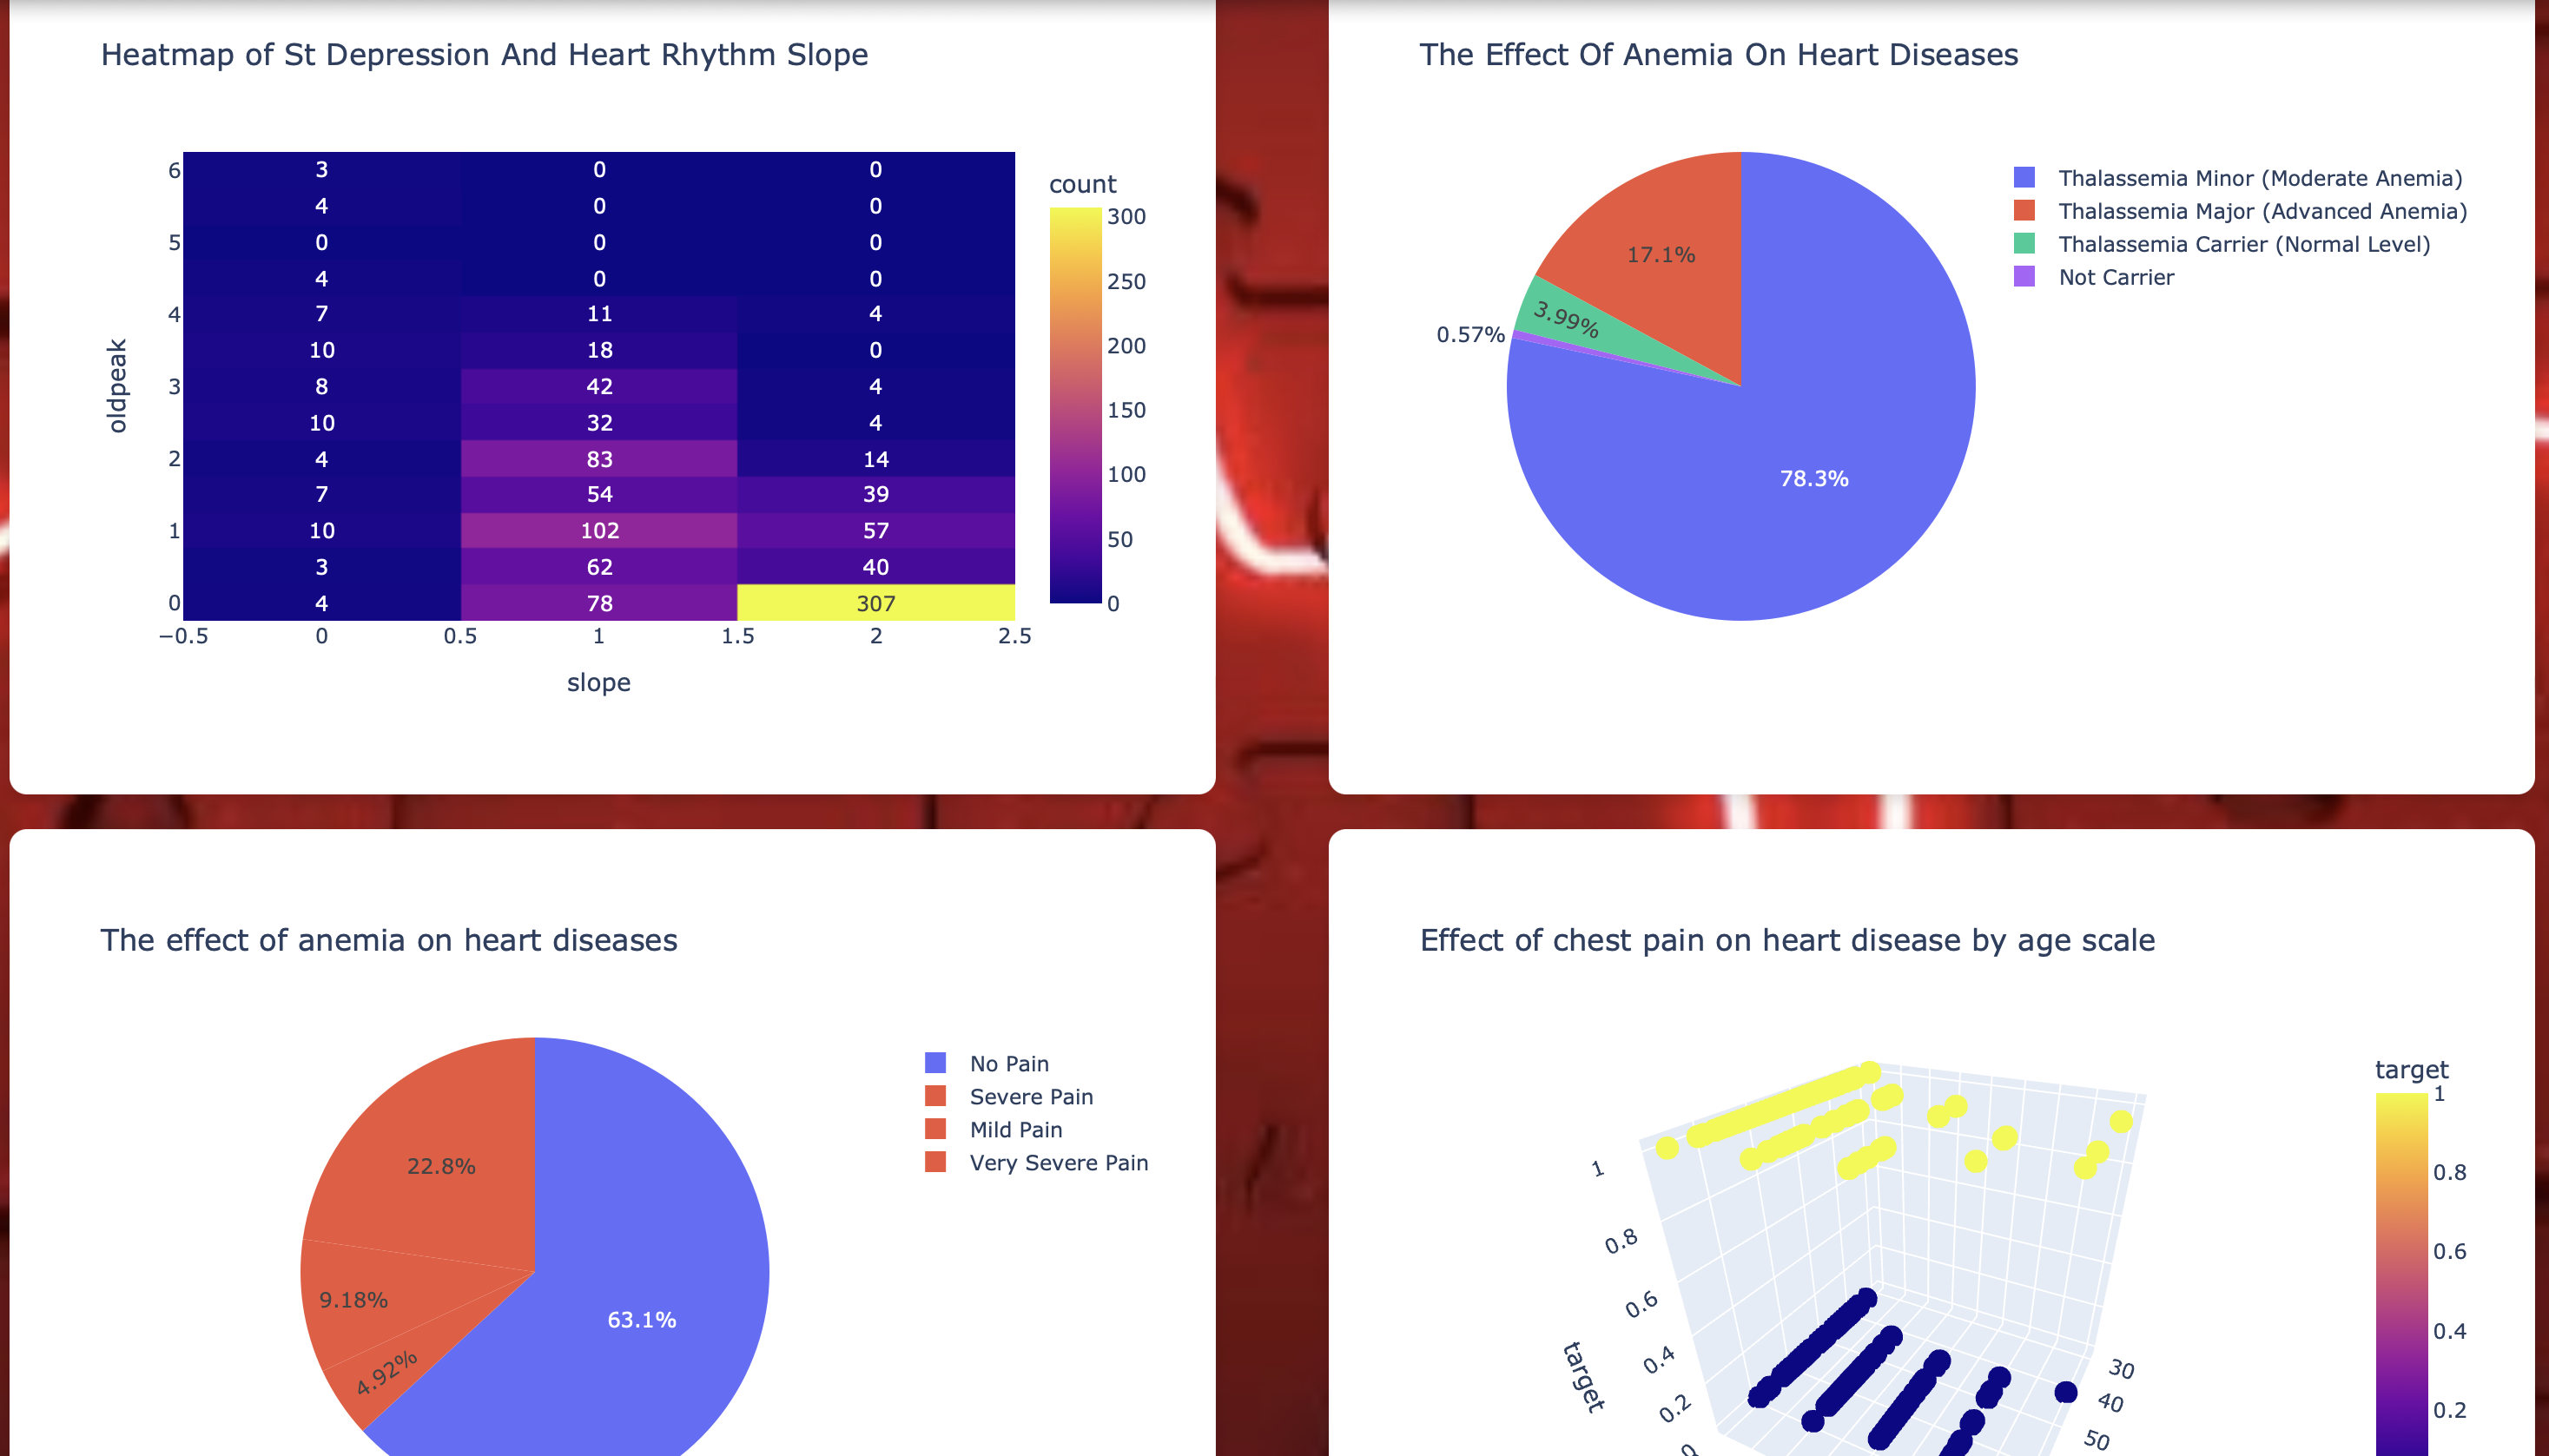 Heatmap of St Depression And Heart Rhythm Slope
6 3 0 0
4 0 0
5 0 0 0
4 0 0
4 7 11 4
10 18 0
3 8 42 4
10 32 4
2 4 83 14
7 54 39
1 10 102 57
3 62 40
0 4 78 307
oldpeak
−0.5 0 0.5 1 1.5 2 2.5
slope
count
300
250
200
150
100
50
0
The Effect Of Anemia On Heart Diseases
17.1%
3.99%
0.57%
78.3%
Thalassemia Minor (Moderate Anemia)
Thalassemia Major (Advanced Anemia)
Thalassemia Carrier (Normal Level)
Not Carrier
The effect of anemia on heart diseases
22.8%
9.18%
4.92%
63.1%
No Pain
Severe Pain
Mild Pain
Very Severe Pain
Effect of chest pain on heart disease by age scale
1
0.8
0.6
0.4
0.2
0
target
30
40
50
target
1
0.8
0.6
0.4
0.2